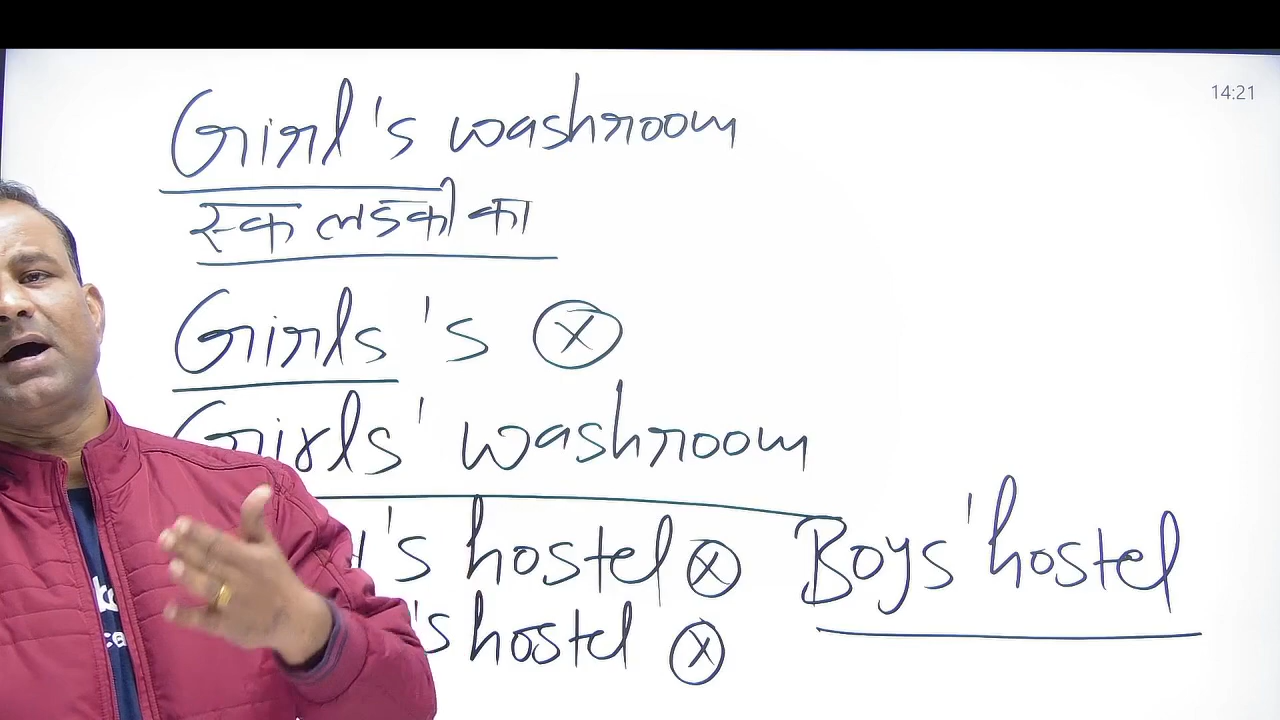 14:21
Girl's washroom
एक लडकी का
Girls's ⓧ
Girls' washroom
's hostel ⓧ Boys' hostel
's hostel ⓧ